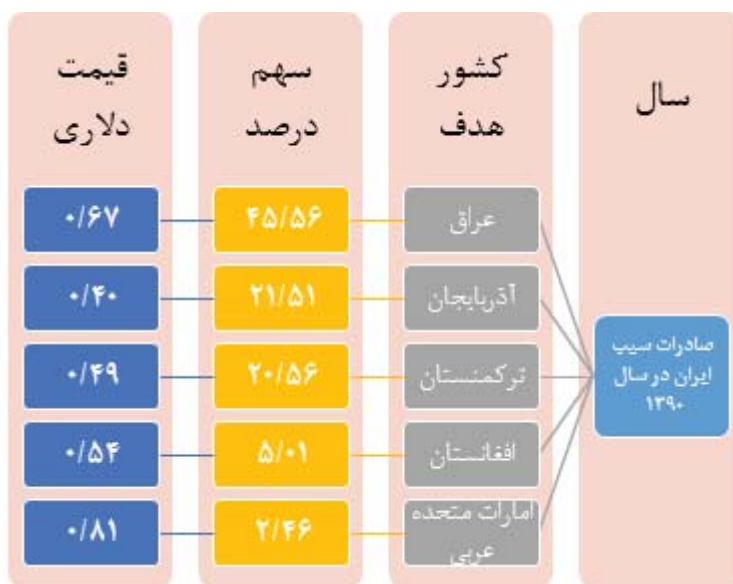 سال
کشور
هدف
سهم
درصد
قیمت
دلاری
صادرات سیب
ایران در سال
۱۳۹۰
عراق
۴۵/۵۶
۰/۶۷
آذربایجان
۲۱/۵۱
۰/۴۰
ترکمنستان
۲۰/۵۶
۰/۴۹
افغانستان
۵/۰۱
۰/۵۴
امارات متحده
عربی
۲/۴۶
۰/۸۱